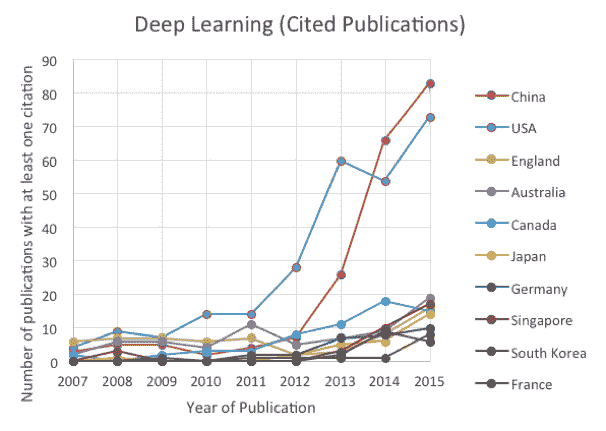 Deep Learning (Cited Publications)
Number of publications with at least one citation
90
80
70
60
50
40
30
20
10
0
2007 2008 2009 2010 2011 2012 2013 2014 2015
Year of Publication
China
USA
England
Australia
Canada
Japan
Germany
Singapore
South Korea
France